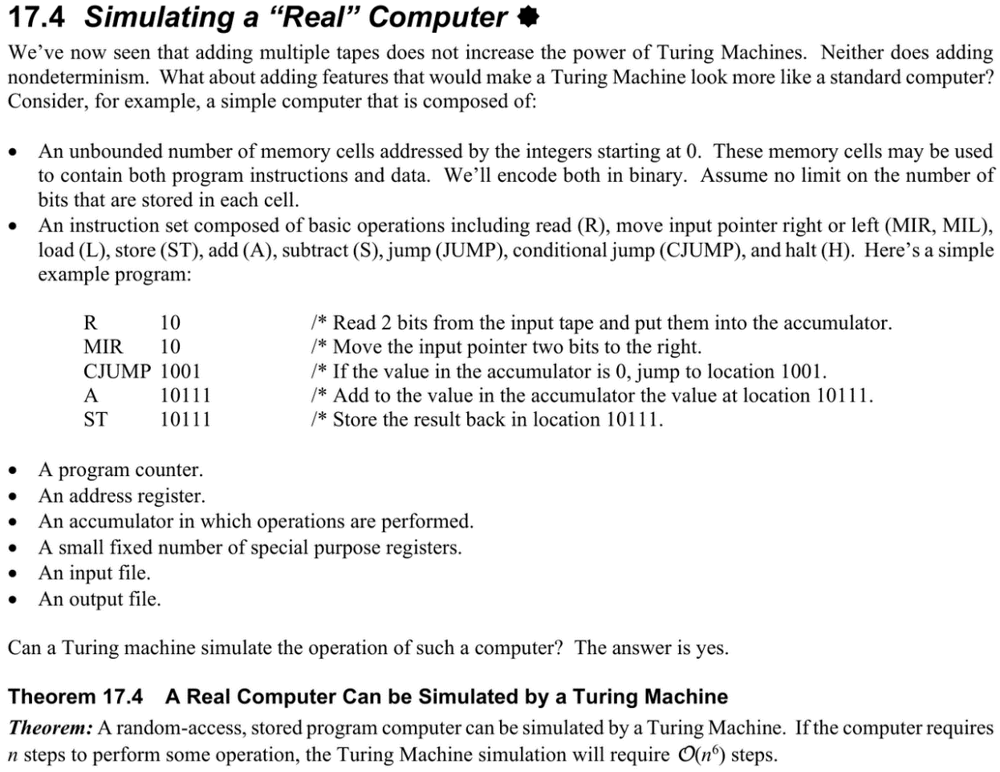 17.4 Simulating a “Real” Computer ✸
We’ve now seen that adding multiple tapes does not increase the power of Turing Machines. Neither does adding
nondeterminism. What about adding features that would make a Turing Machine look more like a standard computer?
Consider, for example, a simple computer that is composed of:
• An unbounded number of memory cells addressed by the integers starting at 0. These memory cells may be used
to contain both program instructions and data. We’ll encode both in binary. Assume no limit on the number of
bits that are stored in each cell.
• An instruction set composed of basic operations including read (R), move input pointer right or left (MIR, MIL),
load (L), store (ST), add (A), subtract (S), jump (JUMP), conditional jump (CJUMP), and halt (H). Here’s a simple
example program:
R 10 /* Read 2 bits from the input tape and put them into the accumulator.
MIR 10 /* Move the input pointer two bits to the right.
CJUMP 1001 /* If the value in the accumulator is 0, jump to location 1001.
A 10111 /* Add to the value in the accumulator the value at location 10111.
ST 10111 /* Store the result back in location 10111.
• A program counter.
• An address register.
• An accumulator in which operations are performed.
• A small fixed number of special purpose registers.
• An input file.
• An output file.
Can a Turing machine simulate the operation of such a computer? The answer is yes.
Theorem 17.4 A Real Computer Can be Simulated by a Turing Machine
Theorem: A random-access, stored program computer can be simulated by a Turing Machine. If the computer requires
n steps to perform some operation, the Turing Machine simulation will require 𝒪(n⁶) steps.